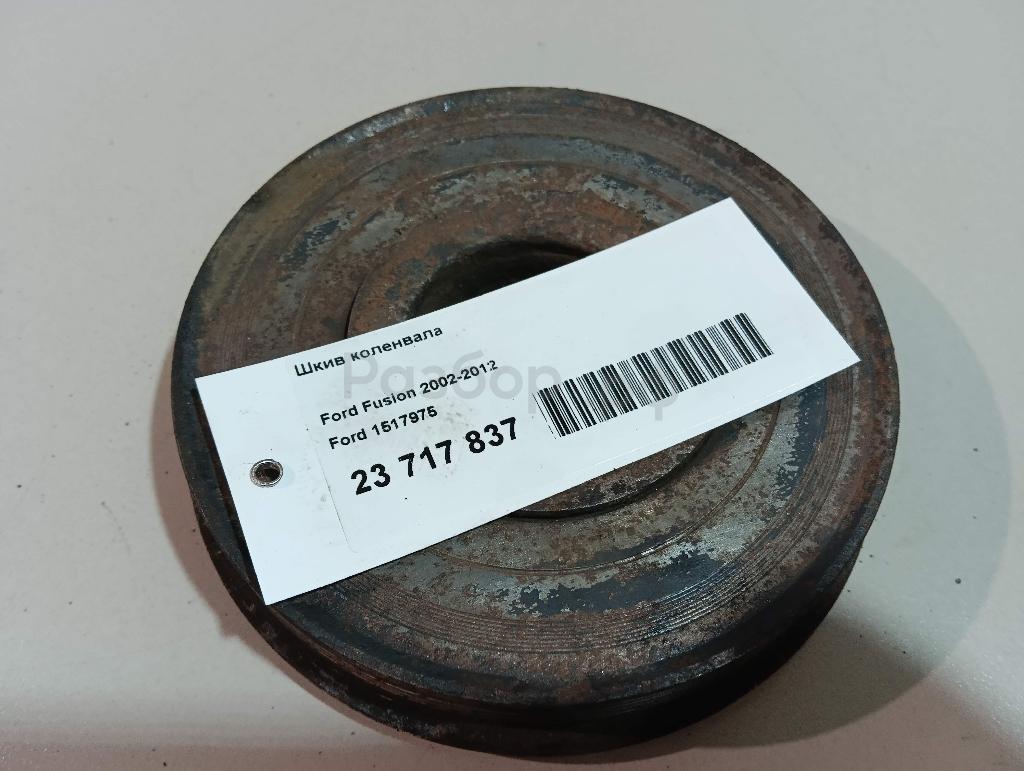 Шкив коленвала
Ford Fusion 2002-2012
Ford 1517975
23 717 837